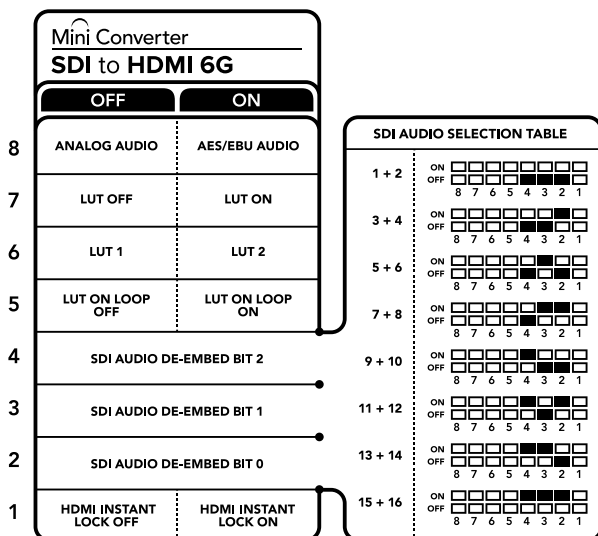 Mini Converter
SDI to HDMI 6G
OFF ON
8 ANALOG AUDIO AES/EBU AUDIO
7 LUT OFF LUT ON
6 LUT 1 LUT 2
5 LUT ON LOOP OFF LUT ON LOOP ON
4 SDI AUDIO DE-EMBED BIT 2
3 SDI AUDIO DE-EMBED BIT 1
2 SDI AUDIO DE-EMBED BIT 0
1 HDMI INSTANT LOCK OFF HDMI INSTANT LOCK ON
SDI AUDIO SELECTION TABLE
1 + 2 ON
OFF
8 7 6 5 4 3 2 1
3 + 4 ON
OFF
8 7 6 5 4 3 2 1
5 + 6 ON
OFF
8 7 6 5 4 3 2 1
7 + 8 ON
OFF
8 7 6 5 4 3 2 1
9 + 10 ON
OFF
8 7 6 5 4 3 2 1
11 + 12 ON
OFF
8 7 6 5 4 3 2 1
13 + 14 ON
OFF
8 7 6 5 4 3 2 1
15 + 16 ON
OFF
8 7 6 5 4 3 2 1